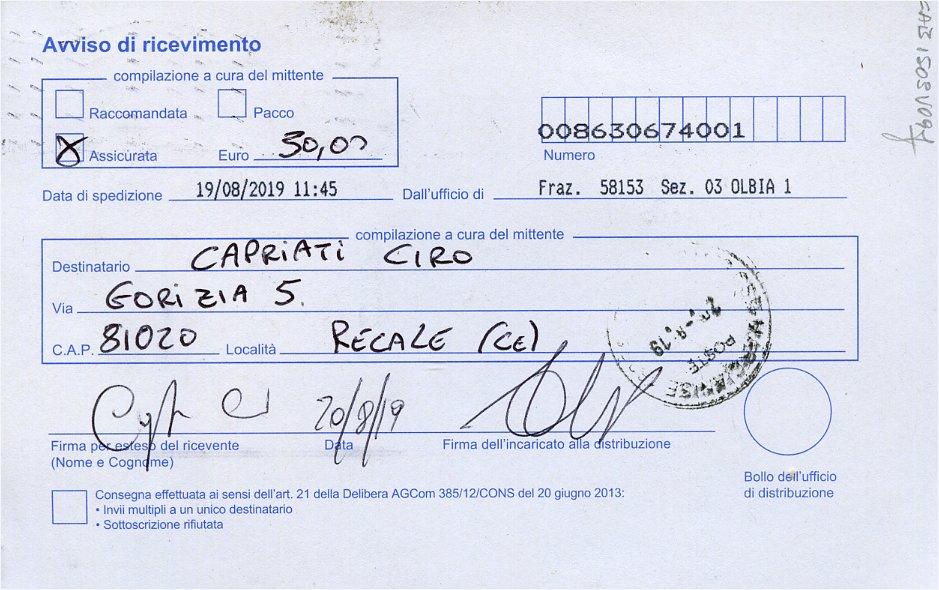 Avviso di ricevimento
compilazione a cura del mittente
Raccomandata Pacco
Assicurata Euro 50,00
008630674001
Numero
Data di spedizione 19/08/2019 11:45 Dall'ufficio di Fraz. 58153 Sez. 03 OLBIA 1
compilazione a cura del mittente
Destinatario CAPRIATI CIRO
Via GORIZIA 5.
C.A.P. 81020 Località RECALE (CE)
POSTE
20/8/19
Firma per esteso del ricevente Data Firma dell'incaricato alla distribuzione
(Nome e Cognome)
Bollo dell'ufficio
di distribuzione
Consegna effettuata ai sensi dell'art. 21 della Delibera AGCom 385/12/CONS del 20 giugno 2013:
• Invii multipli a un unico destinatario
• Sottoscrizione rifiutata